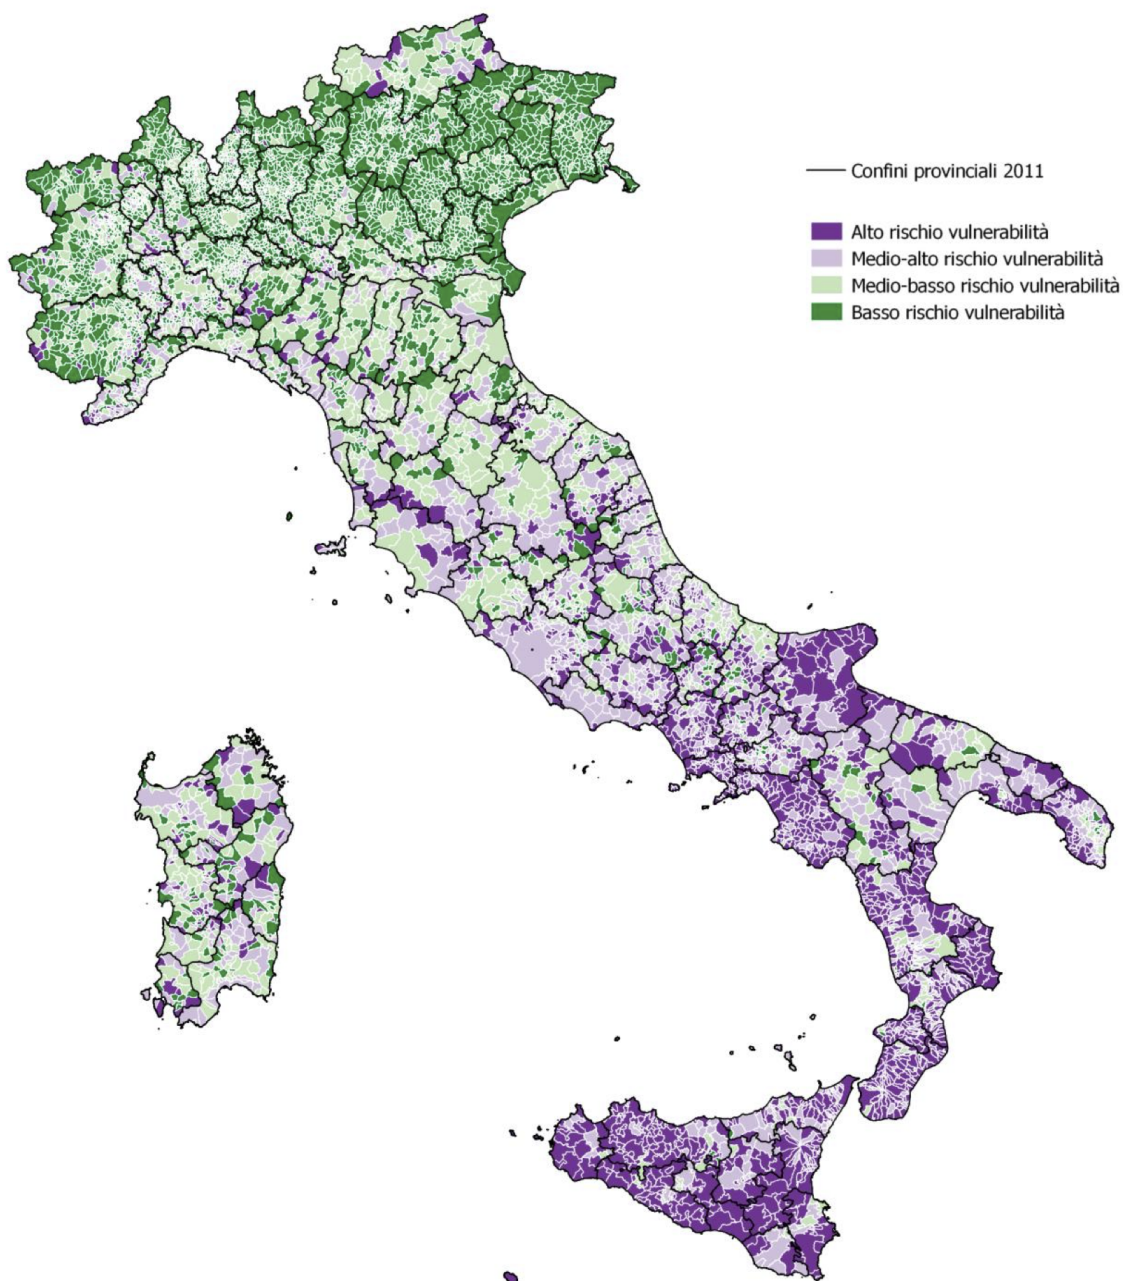 Confini provinciali 2011
Alto rischio vulnerabilità
Medio-alto rischio vulnerabilità
Medio-basso rischio vulnerabilità
Basso rischio vulnerabilità